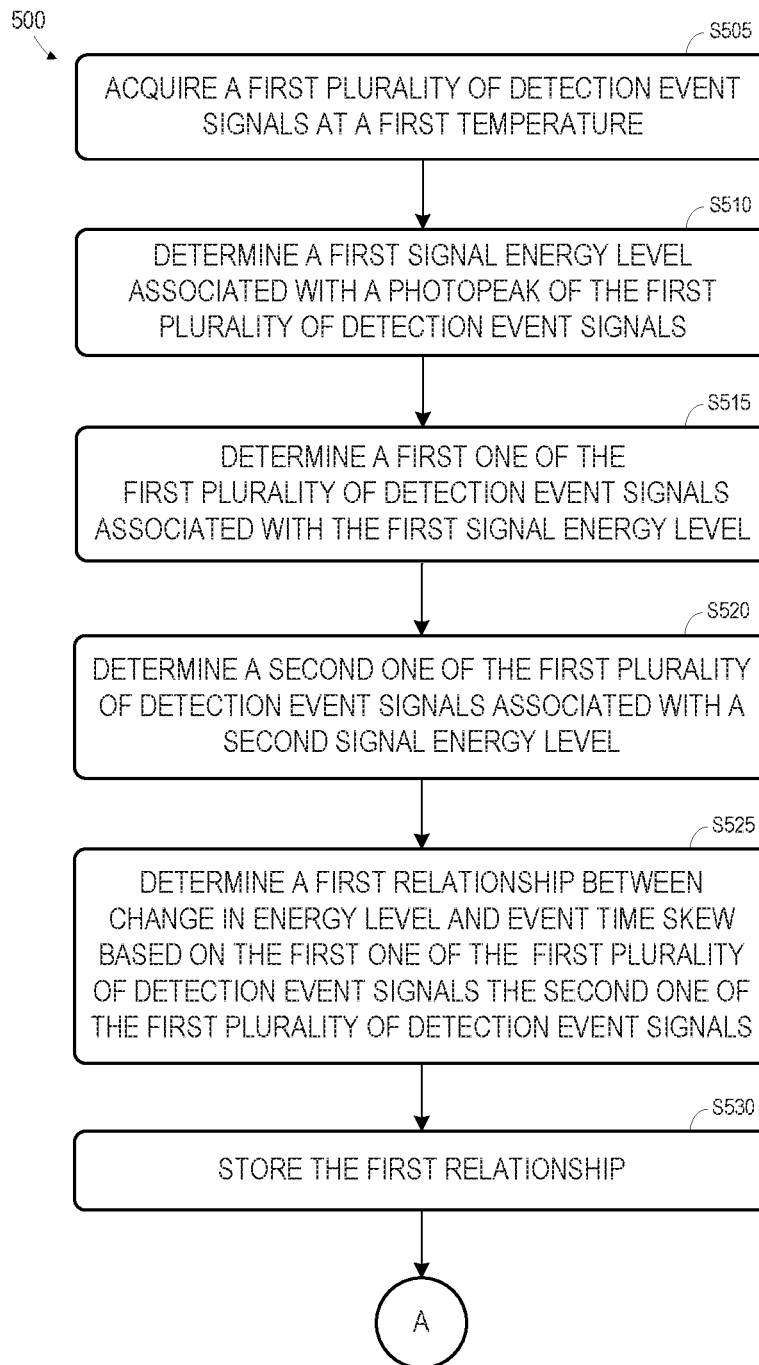 500
S505
ACQUIRE A FIRST PLURALITY OF DETECTION EVENT
SIGNALS AT A FIRST TEMPERATURE
S510
DETERMINE A FIRST SIGNAL ENERGY LEVEL
ASSOCIATED WITH A PHOTOPEAK OF THE FIRST
PLURALITY OF DETECTION EVENT SIGNALS
S515
DETERMINE A FIRST ONE OF THE
FIRST PLURALITY OF DETECTION EVENT SIGNALS
ASSOCIATED WITH THE FIRST SIGNAL ENERGY LEVEL
S520
DETERMINE A SECOND ONE OF THE FIRST PLURALITY
OF DETECTION EVENT SIGNALS ASSOCIATED WITH A
SECOND SIGNAL ENERGY LEVEL
S525
DETERMINE A FIRST RELATIONSHIP BETWEEN
CHANGE IN ENERGY LEVEL AND EVENT TIME SKEW
BASED ON THE FIRST ONE OF THE FIRST PLURALITY
OF DETECTION EVENT SIGNALS THE SECOND ONE OF
THE FIRST PLURALITY OF DETECTION EVENT SIGNALS
S530
STORE THE FIRST RELATIONSHIP
A